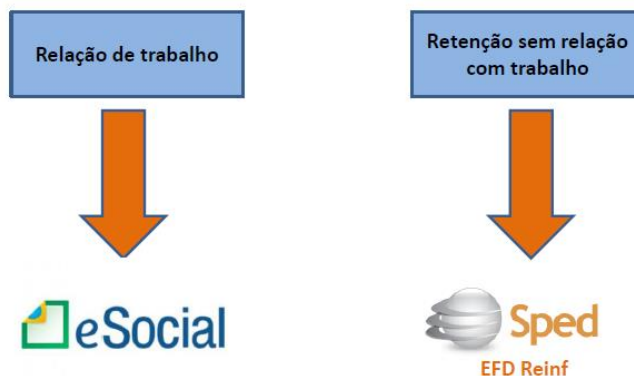 Relação de trabalho
Retenção sem relação
com trabalho
eSocial
Sped
EFD Reinf